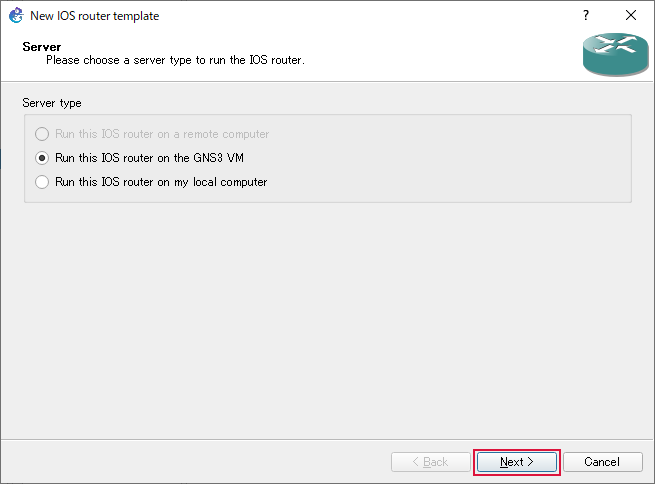 New IOS router template
?
Server
Please choose a server type to run the IOS router.
Server type
Run this IOS router on a remote computer
Run this IOS router on the GNS3 VM
Run this IOS router on my local computer
< Back
Next >
Cancel